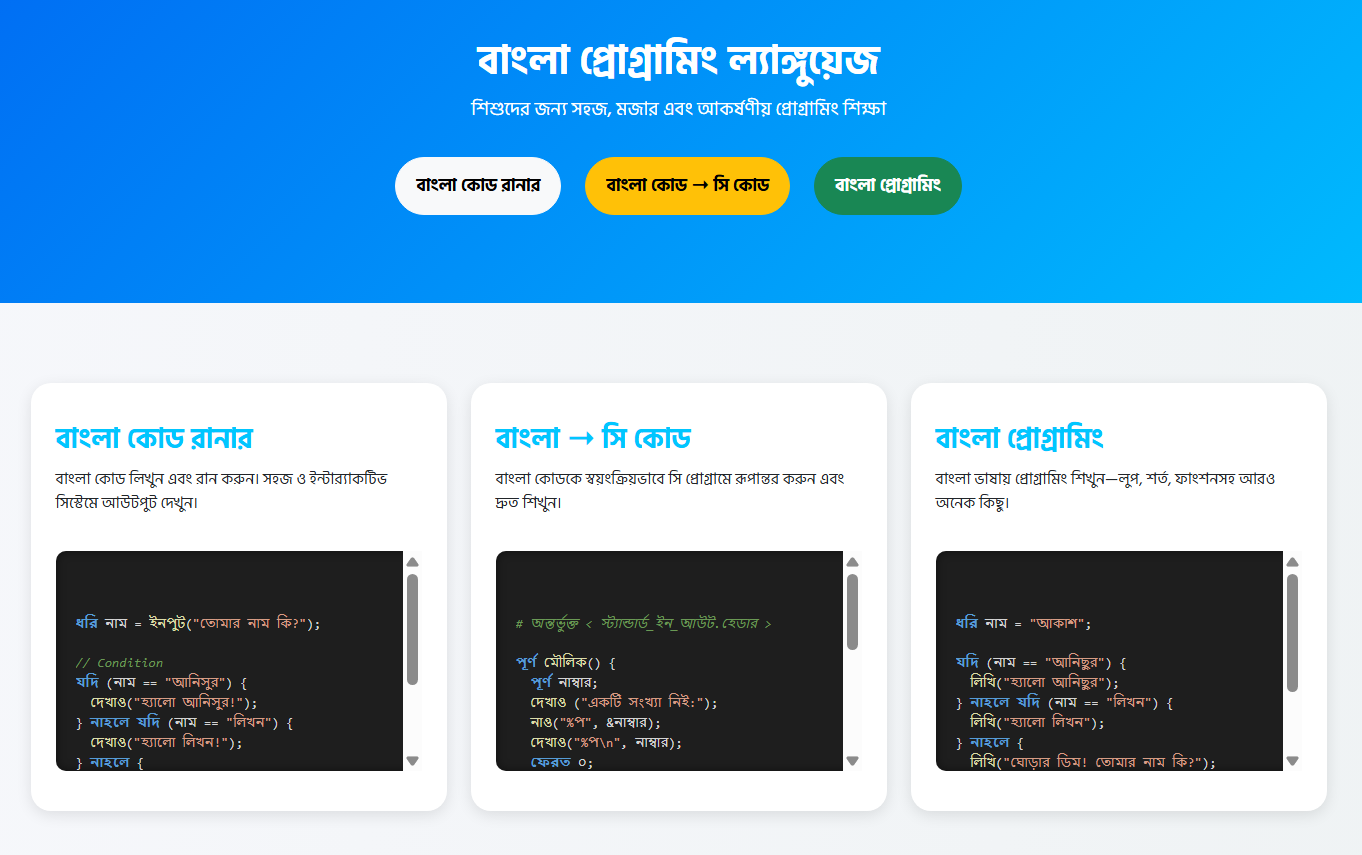 বাংলা প্রোগ্রামিং ল্যাঙ্গুয়েজ
শিশুদের জন্য সহজ, মজার এবং আকর্ষণীয় প্রোগ্রামিং শিক্ষা
বাংলা কোড রানার
বাংলা কোড → সি কোড
বাংলা প্রোগ্রামিং
বাংলা কোড রানার
বাংলা কোড লিখুন এবং রান করুন। সহজ ও ইন্টার‌্যাকটিভ
সিস্টেমে আউটপুট দেখুন।
ধরি নাম = ইনপুট("তোমার নাম কি?");
// Condition
যদি (নাম == "আনিসুর") {
দেখাও("হ্যালো আনিসুর!");
} নাহলে যদি (নাম == "লিখন") {
দেখাও("হ্যালো লিখন!");
} নাহলে {
বাংলা → সি কোড
বাংলা কোডকে স্বয়ংক্রিয়ভাবে সি প্রোগ্রামে রূপান্তর করুন এবং
দ্রুত শিখুন।
# অন্তর্ভুক্ত < স্ট্যান্ডার্ড_ইন_আউট.হেডার >
পূর্ণ মৌলিক() {
পূর্ণ নাম্বার;
দেখাও ("একটি সংখ্যা নিই:");
নাও("%প", &নাম্বার);
দেখাও("%প\n", নাম্বার);
ফেরত ০;
বাংলা প্রোগ্রামিং
বাংলা ভাষায় প্রোগ্রামিং শিখুন—লুপ, শর্ত, ফাংশনসহ আরও
অনেক কিছু।
ধরি নাম = "আকাশ";
যদি (নাম == "আনিছুর") {
লিখি("হ্যালো আনিছুর");
} নাহলে যদি (নাম == "লিখন") {
লিখি("হ্যালো লিখন");
} নাহলে {
লিখি("ঘোড়ার ডিম! তোমার নাম কি?");